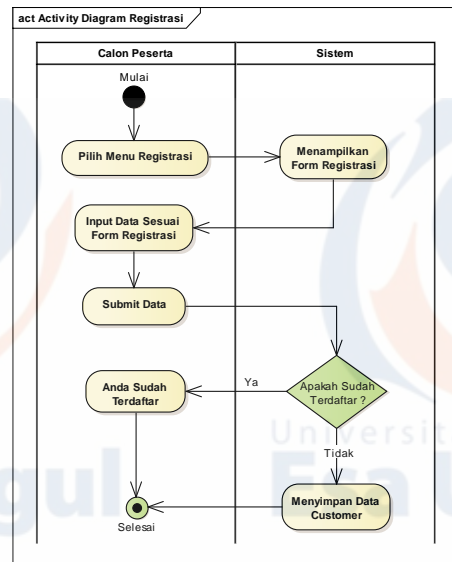 act Activity Diagram Registrasi
Calon Peserta
Sistem
Mulai
Pilih Menu Registrasi
Menampilkan
Form Registrasi
Input Data Sesuai
Form Registrasi
Submit Data
Anda Sudah
Terdaftar
Ya
Apakah Sudah
Terdaftar ?
Tidak
Menyimpan Data
Customer
Selesai
Universit
Esa U
gul